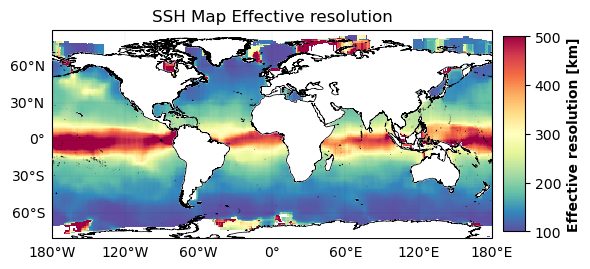 SSH Map Effective resolution
60°N
30°N
0°
30°S
60°S
180°W 120°W 60°W 0° 60°E 120°E 180°E
500
400
300
200
100
Effective resolution [km]